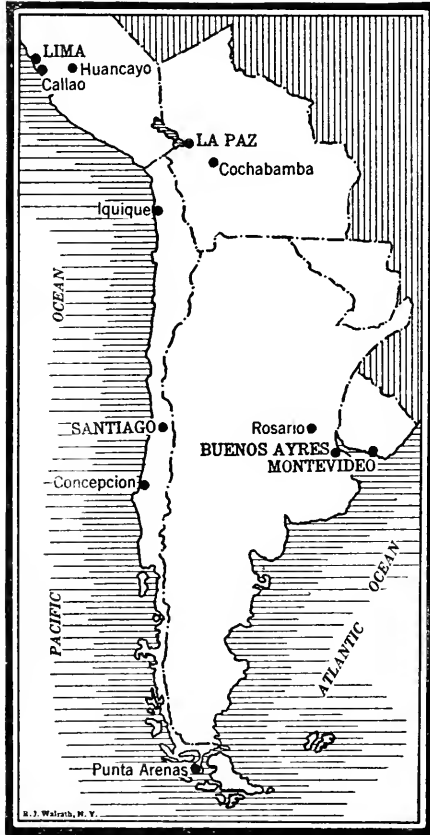 LIMA
Huancayo
Callao
LA PAZ
Cochabamba
Iquique
OCEAN
SANTIAGO
Rosario
BUENOS AYRES
MONTEVIDEO
Concepcion
PACIFIC
ATLANTIC OCEAN
Punta Arenas
R. J. Walrath, N. Y.